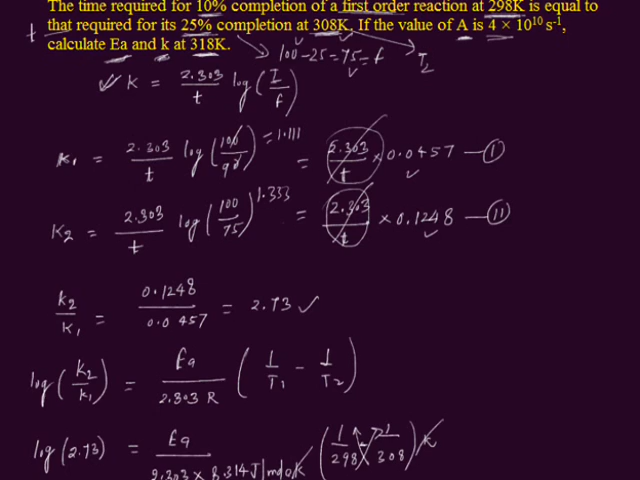 The time required for 10% completion of a first order reaction at 298K is equal to
that required for its 25% completion at 308K. If the value of A is 4 × 10¹⁰ s⁻¹,
calculate Ea and k at 318K.
t
100-25=75=f
T₂
✓ K = 2.303/t log (I/f)
K₁ = 2.303/t log (100/90) = 1.111 = 2.303/t × 0.0457 — (I)
K₂ = 2.303/t log (100/75) 1.333 = 2.303/t × 0.1248 — (II)
k₂/k₁ = 0.1248/0.0457 = 2.73 ✓
log (k₂/k₁) = Ea/2.303 R (1/T₁ - 1/T₂)
log (2.73) = Ea/2.303 × 8.314 J/mol K (1/298 - 1/308) K